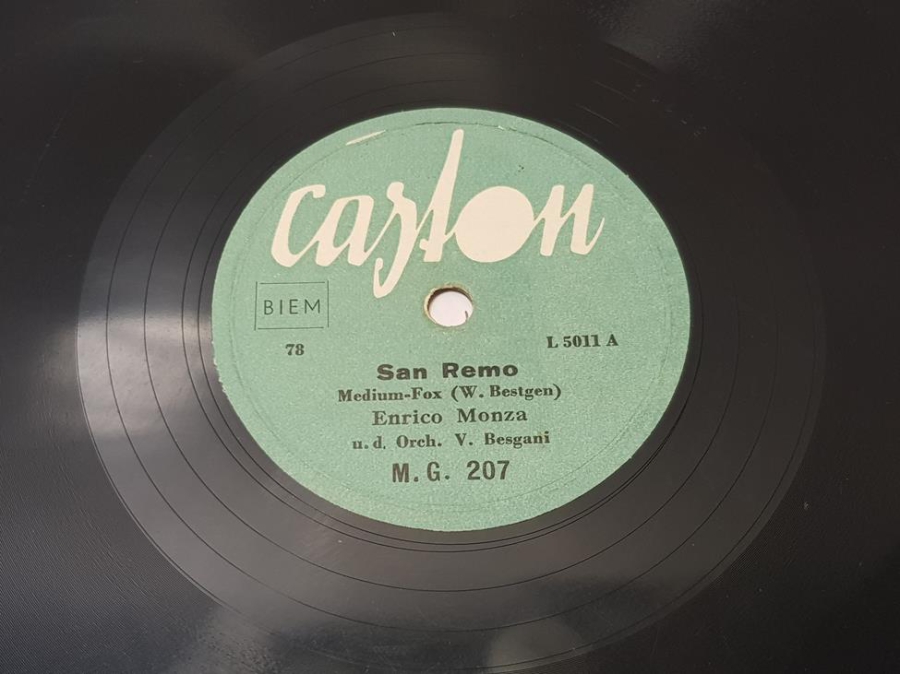 caston
BIEM
78
L 5011 A
San Remo
Medium-Fox (W. Bestgen)
Enrico Monza
u. d. Orch. V. Besgani
M. G. 207